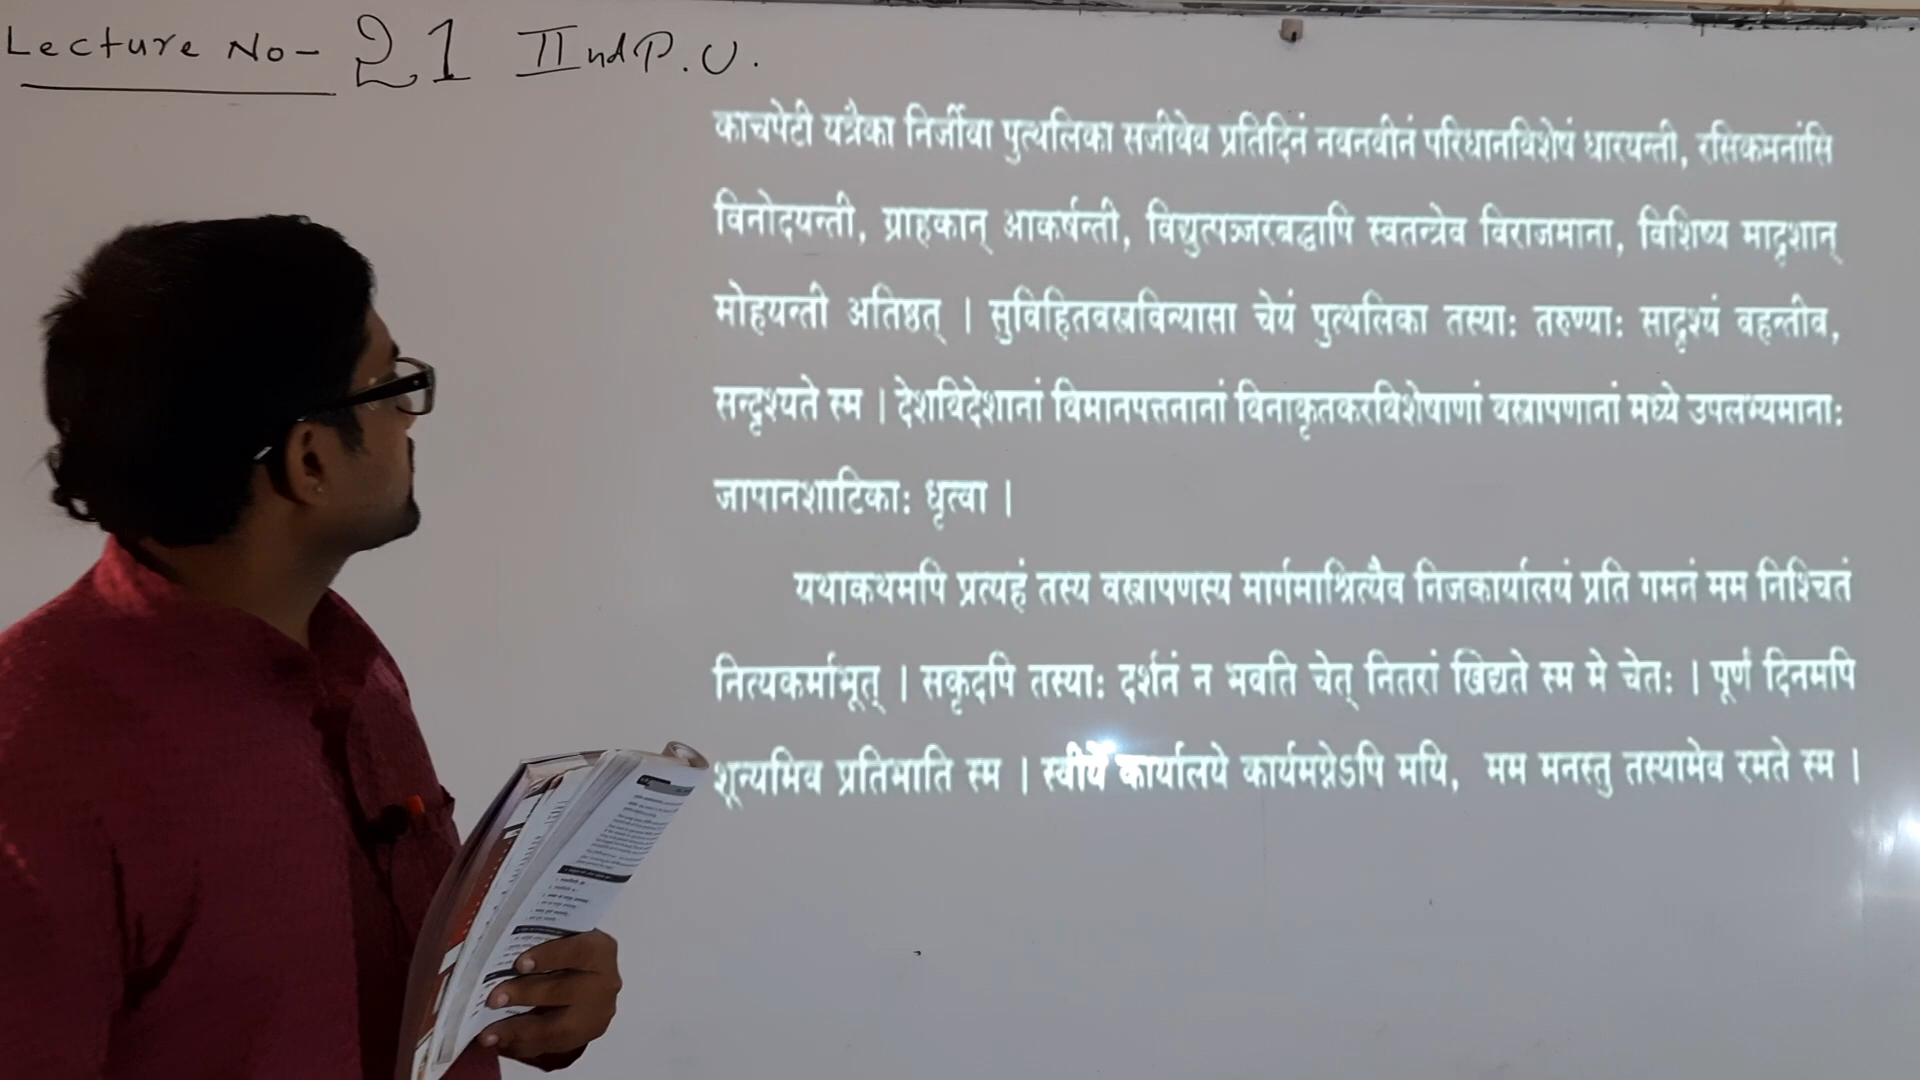 Lecture No- 21 IInd P.U.
काचपेटी यत्रैका निर्जीवा पुत्थलिका सजीवेव प्रतिदिनं नवनवीनं परिधानविशेषं धारयन्ती, रसिकमनांसि
विनोदयन्ती, ग्राहकान् आकर्षन्ती, विद्युत्पञ्जरबद्धापि स्वतन्त्रेव विराजमाना, विशिष्य मादृशान्
मोहयन्ती अतिष्ठत् । सुविहितवस्त्रविन्यासा चेयं पुत्थलिका तस्याः तरुण्याः सादृश्यं वहन्तीव,
सन्दृश्यते स्म । देशविदेशानां विमानपत्तनानां विनाकृतकरविशेषाणां वस्त्रापणानां मध्ये उपलभ्यमानाः
जापानशाटिकाः धृत्वा ।
यथाकथमपि प्रत्यहं तस्य वस्त्रापणस्य मार्गमाश्रित्यैव निजकार्यालयं प्रति गमनं मम निश्चितं
नित्यकर्माभूत् । सकृदपि तस्याः दर्शनं न भवति चेत् नितरां खिद्यते स्म मे चेतः । पूर्णं दिनमपि
शून्यमिव प्रतिभाति स्म । स्वीये कार्यालये कार्यमग्नेऽपि मयि, मम मनस्तु तस्यामेव रमते स्म ।